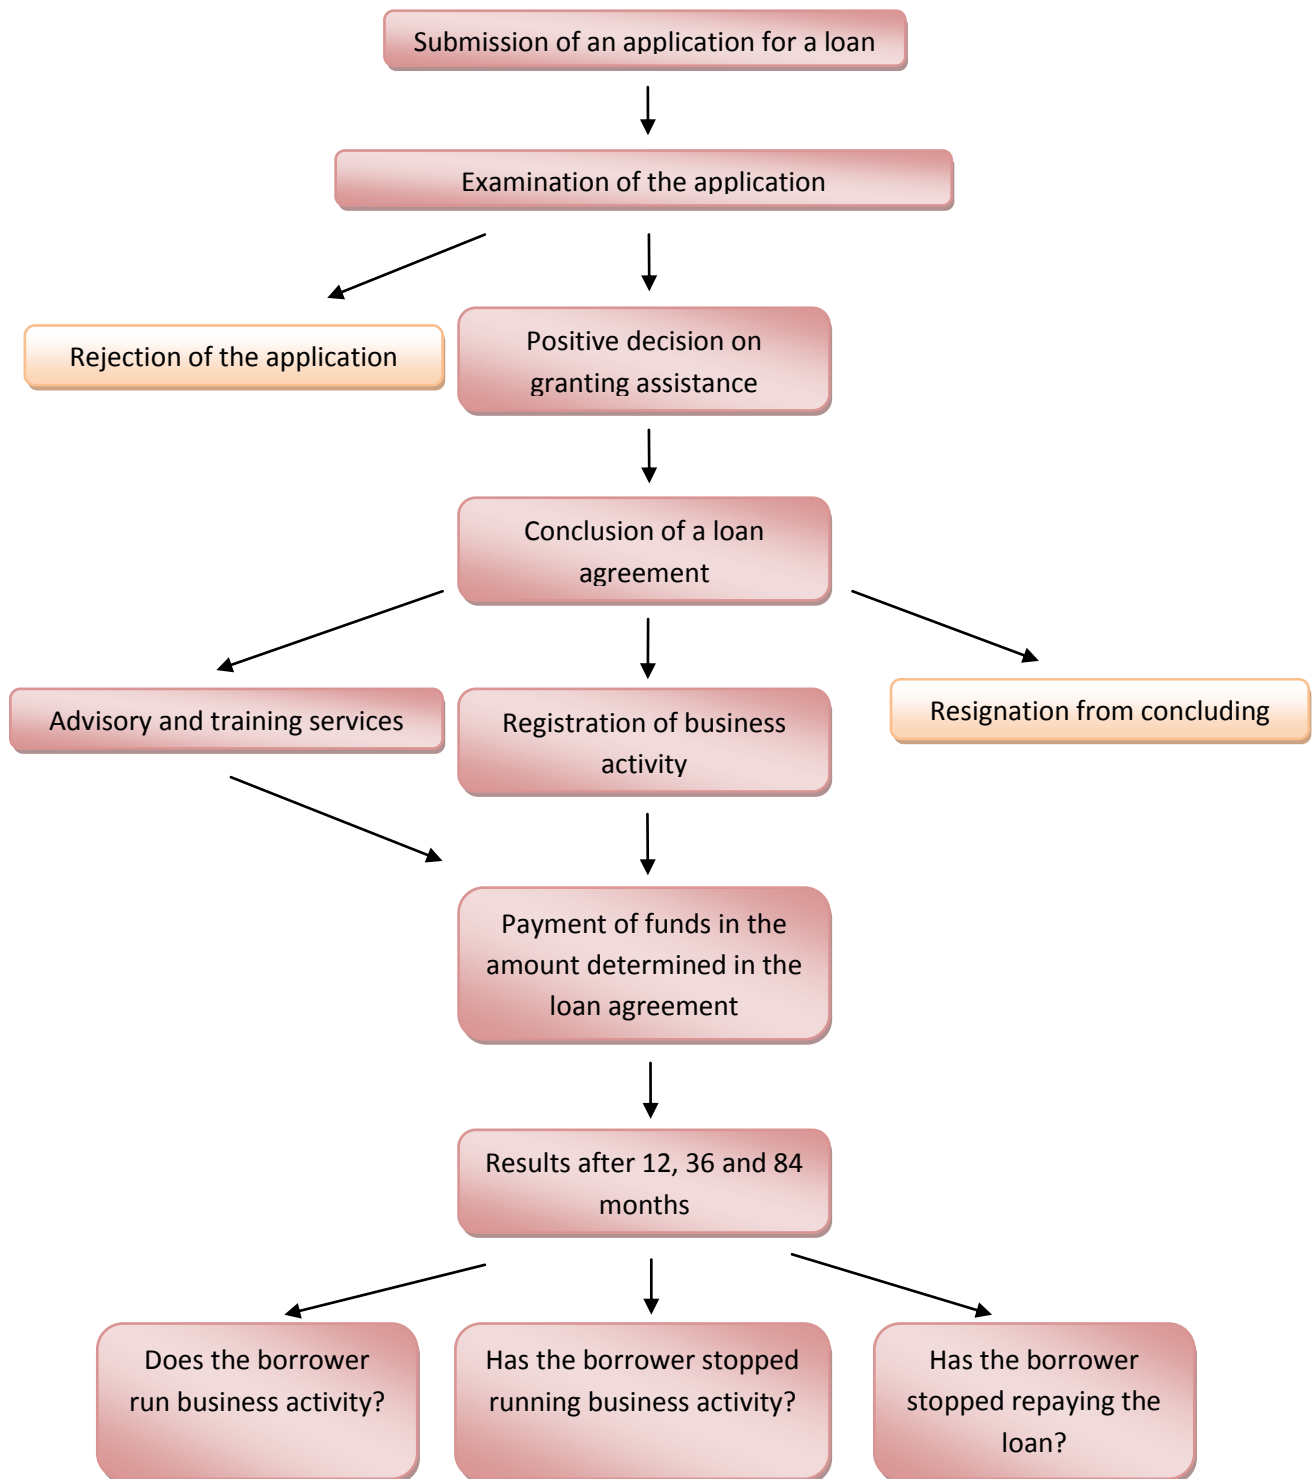 Submission of an application for a loan
Examination of the application
Rejection of the application
Positive decision on
granting assistance
Conclusion of a loan
agreement
Advisory and training services
Registration of business
activity
Resignation from concluding
Payment of funds in the
amount determined in the
loan agreement
Results after 12, 36 and 84
months
Does the borrower
run business activity?
Has the borrower stopped
running business activity?
Has the borrower
stopped repaying the
loan?